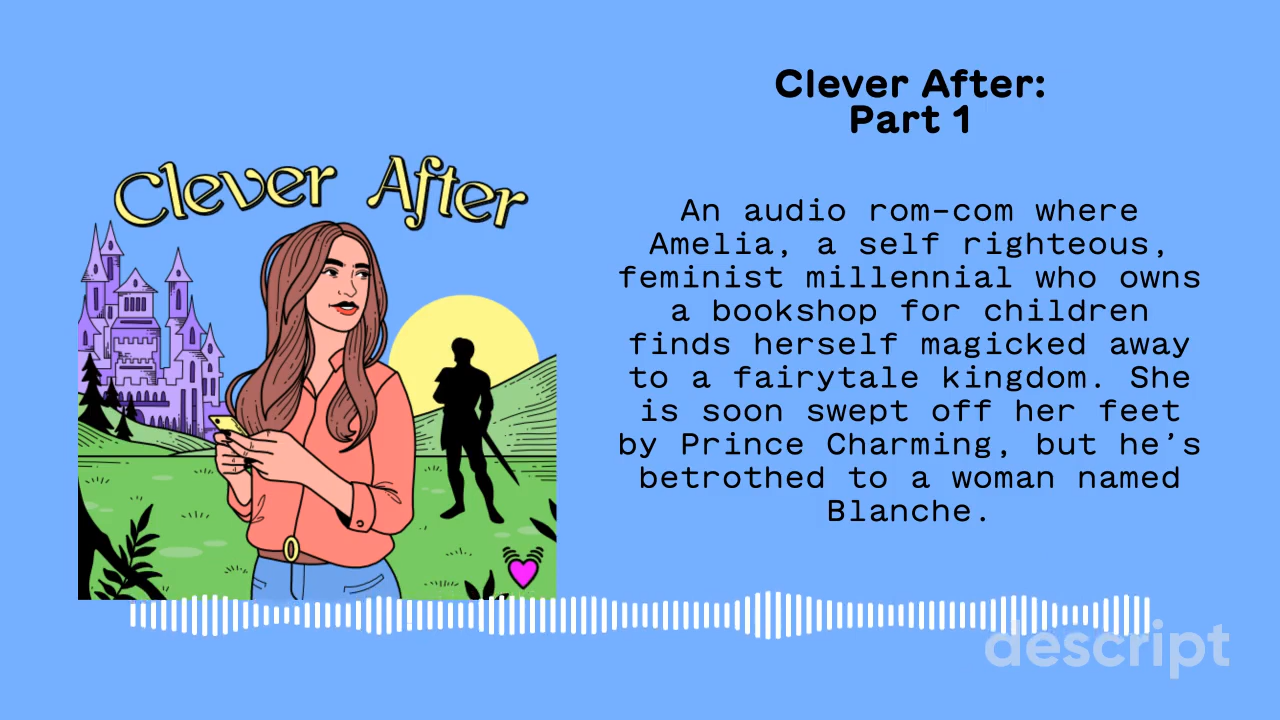 Clever After:
Part 1
Clever After
An audio rom-com where
Amelia, a self righteous,
feminist millennial who owns
a bookshop for children
finds herself magicked away
to a fairytale kingdom. She
is soon swept off her feet
by Prince Charming, but he’s
betrothed to a woman named
Blanche.
descript